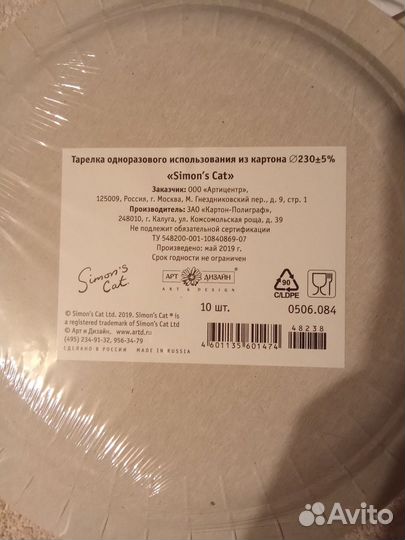 Тарелка одноразового использования из картона ∅230±5%
«Simon's Cat»
Заказчик: ООО «Артицентр»,
125009, Россия, г. Москва, М. Гнездниковский пер., д. 9, стр. 1
Производитель: ЗАО «Картон-Полиграф»,
248010, г. Калуга, ул. Комсомольская роща, д. 39
Не подлежит обязательной сертификации
ТУ 548200-001-10840869-07
Произведено: май 2019 г.
Срок годности не ограничен
Simon's
Cat
АРТ ДИЗАЙН
ART & DESIGN
90
C/LDPE
10 шт.
0506.084
© Simon's Cat Ltd. 2019. Simon's Cat ® is
a registered trademark of Simon's Cat Ltd
© Арт и Дизайн. www.artd.ru
(495) 234-91-32, 956-34-79
СДЕЛАНО В РОССИИ MADE IN RUSSIA
48238
4601135601474
Avito